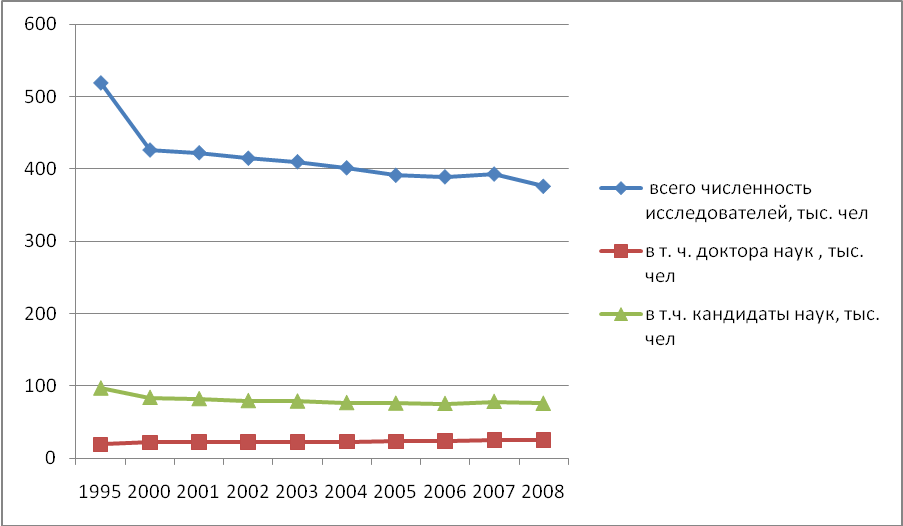 600
500
400
300
200
100
0
1995 2000 2001 2002 2003 2004 2005 2006 2007 2008
всего численность
исследователей, тыс. чел
в т. ч. доктора наук , тыс.
чел
в т.ч. кандидаты наук, тыс.
чел